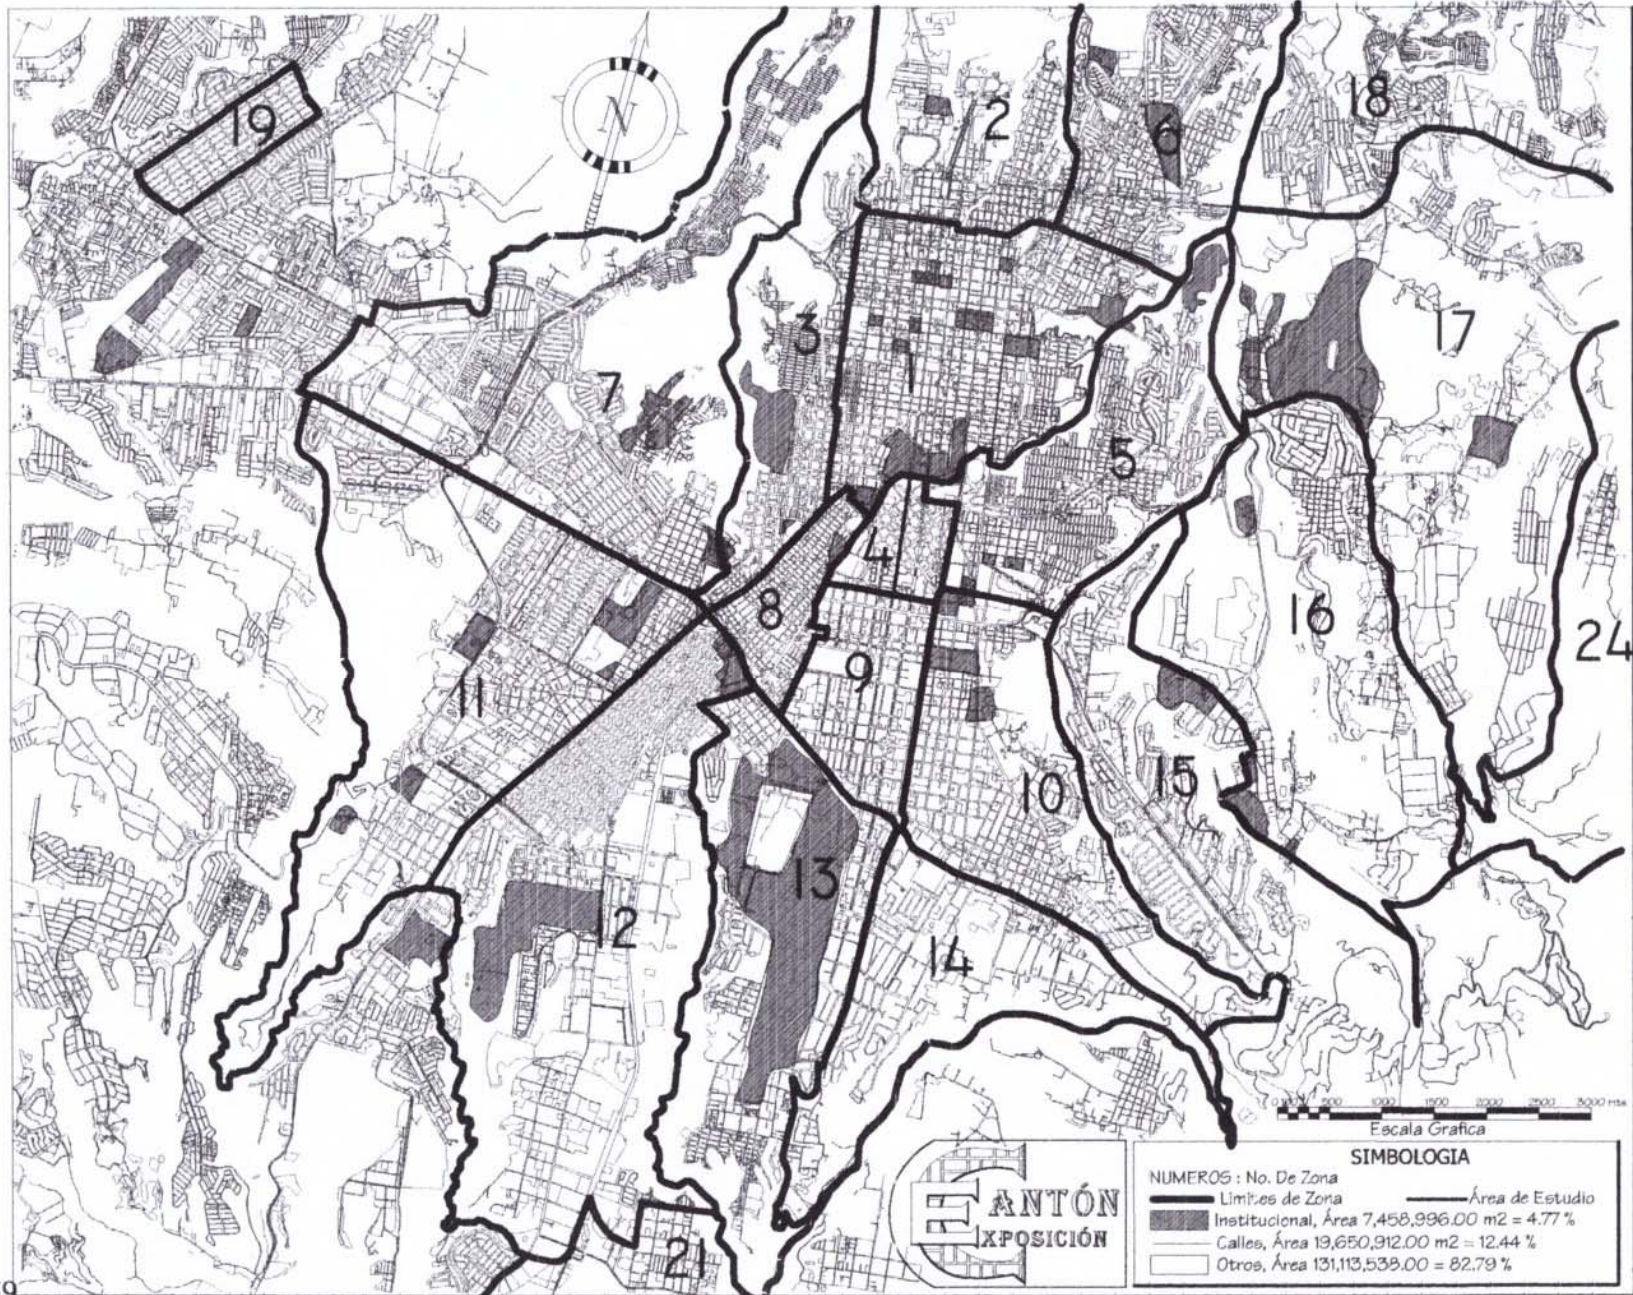 18
2
19
6
N
3
17
7
1
5
4
8
16
24
9
11
10
15
13
12
14
0 500 1000 1500 2000 2500 3000 Mts.
Escala Grafica
SIMBOLOGIA
NUMEROS : No. De Zona
Limites de Zona Área de Estudio
Institucional, Área 7,458,996.00 m2 = 4.77 %
Calles, Área 19,650,912.00 m2 = 12.44 %
Otros, Área 131,113,538.00 = 82.79 %
E ANTÓN
EXPOSICIÓN
21
9